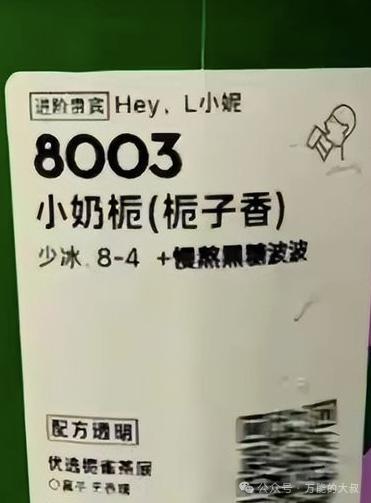 进阶贵宾 Hey、L小妮
8003
小奶栀(栀子香)
少冰 8-4 +慢熬黑糖波波
配方透明
优选栀雀茶底
公众号·万能的大叔